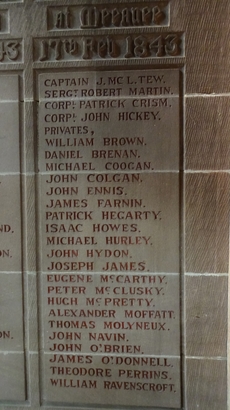 at Meeanee
43 17th Feb 1843
CAPTAIN J. MC L. TEW.
SERGT ROBERT MARTIN.
CORPL PATRICK CRISM.
CORPL JOHN HICKEY.
PRIVATES,
WILLIAM BROWN.
DANIEL BRENAN.
MICHAEL COOGAN.
JOHN COLGAN.
JOHN ENNIS.
JAMES FARNIN.
PATRICK HEGARTY.
ISAAC HOWES.
MICHAEL HURLEY.
JOHN HYDON.
JOSEPH JAMES.
EUGENE MCCARTHY.
PETER MCCLUSKY.
HUGH MCPRETTY.
ALEXANDER MOFFATT.
THOMAS MOLYNEUX.
JOHN NAVIN.
JOHN O'BRIEN.
JAMES O'DONNELL.
THEODORE PERRINS.
WILLIAM RAVENSCROFT.